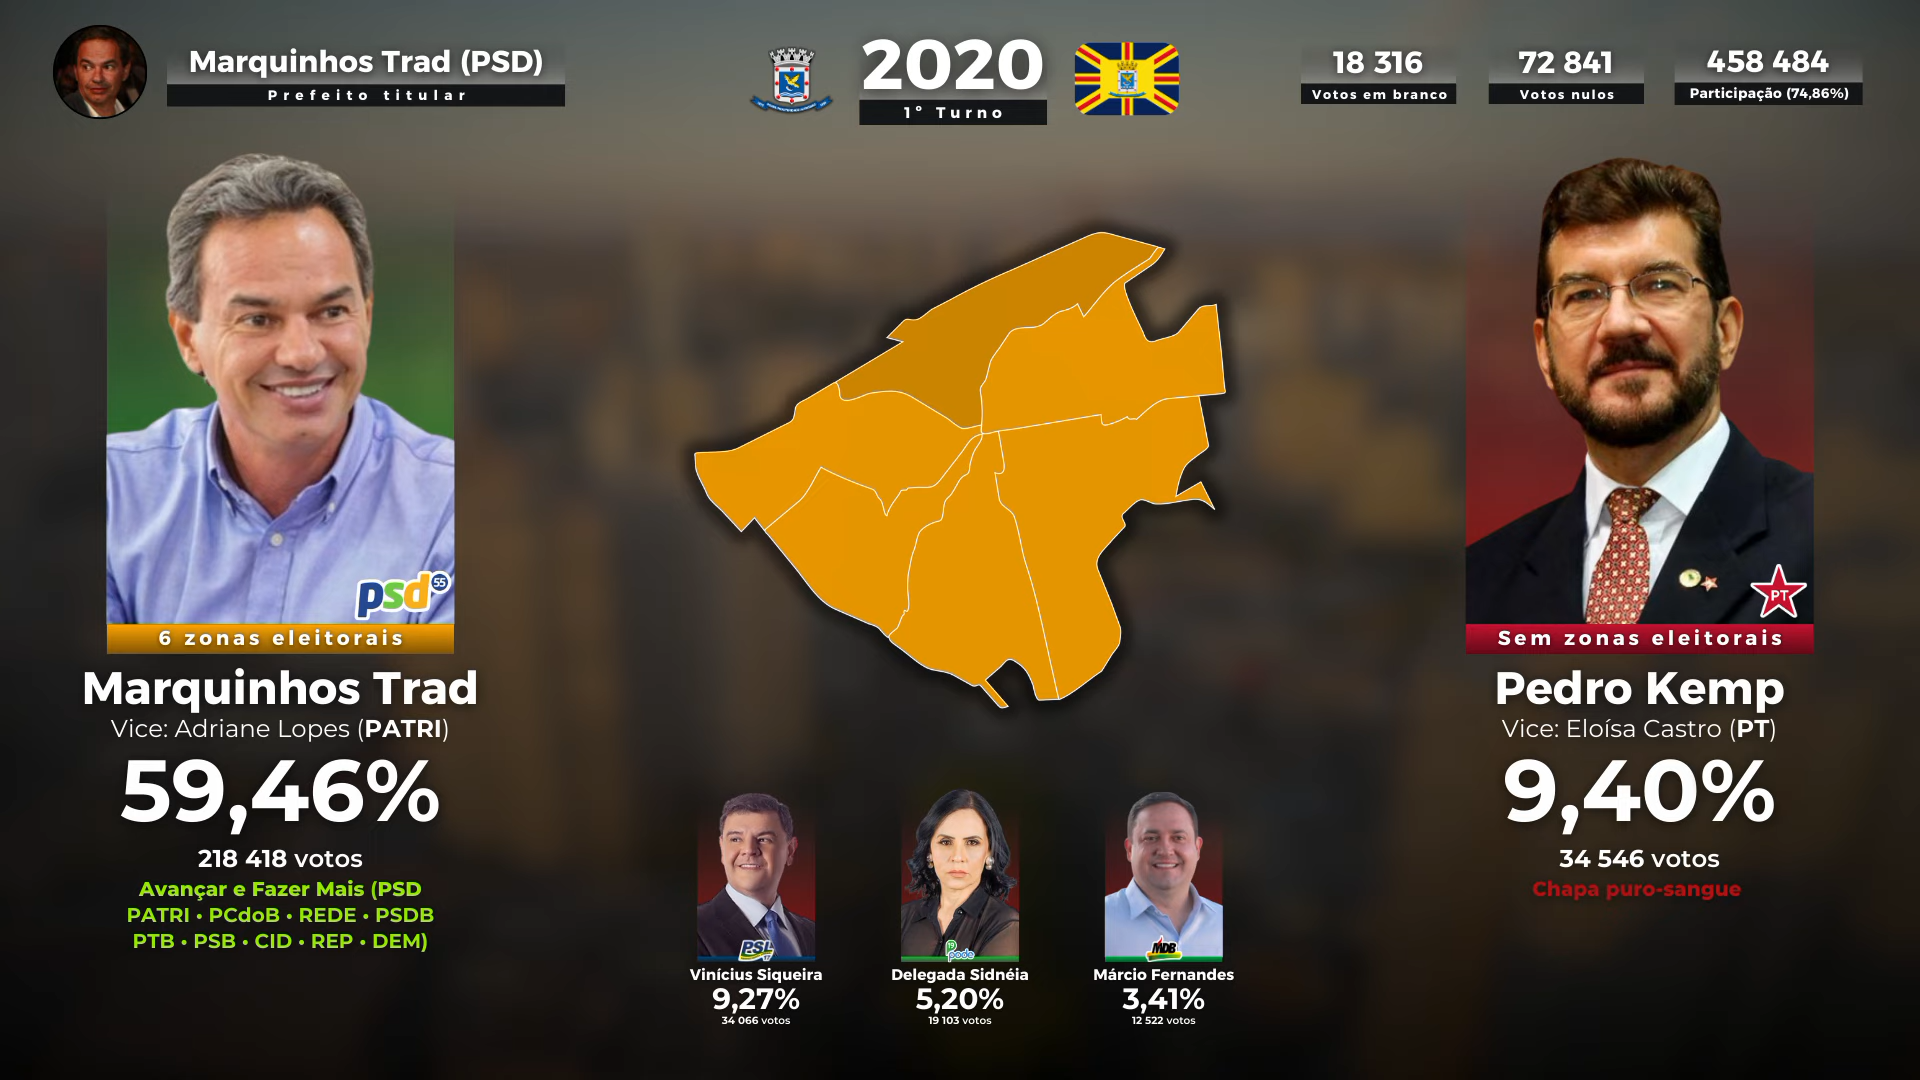 Marquinhos Trad (PSD)
Prefeito titular
2020
1º Turno
18 316
Votos em branco
72 841
Votos nulos
458 484
Participação (74,86%)
psd
55
6 zonas eleitorais
Marquinhos Trad
Vice: Adriane Lopes (PATRI)
59,46%
218 418 votos
Avançar e Fazer Mais (PSD
PATRI • PCdoB • REDE • PSDB
PTB • PSB • CID • REP • DEM)
PT
Sem zonas eleitorais
Pedro Kemp
Vice: Eloísa Castro (PT)
9,40%
34 546 votos
Chapa puro-sangue
PSL
17
Vinícius Siqueira
9,27%
34 066 votos
19
pode
Delegada Sidnéia
5,20%
19 103 votos
MDB
Márcio Fernandes
3,41%
12 522 votos